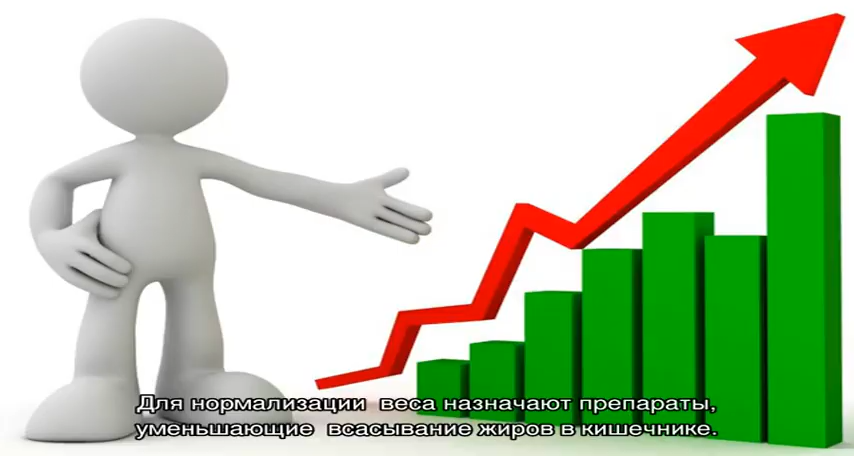 Для нормализации веса назначают препараты,
уменьшающие всасывание жиров в кишечнике.